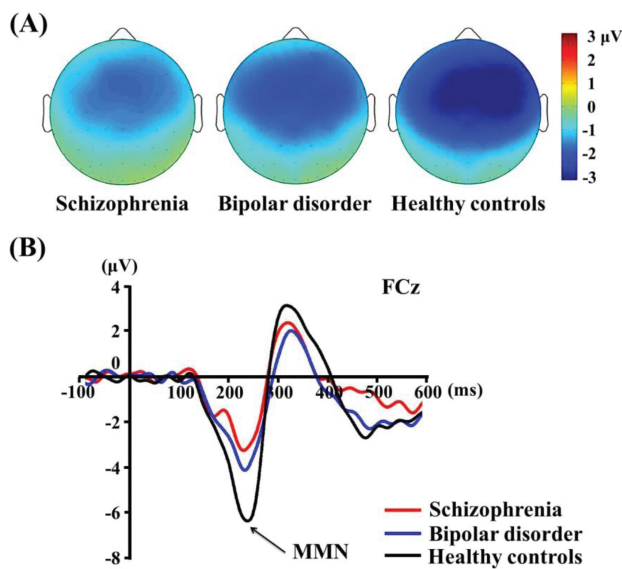 (A)
3 μV
2
1
0
-1
-2
-3
Schizophrenia Bipolar disorder Healthy controls
(B)
(μV)
FCz
4
2
0
-100 100 200 300 400 500 600 (ms)
-2
-4
-6
-8
MMN
Schizophrenia
Bipolar disorder
Healthy controls